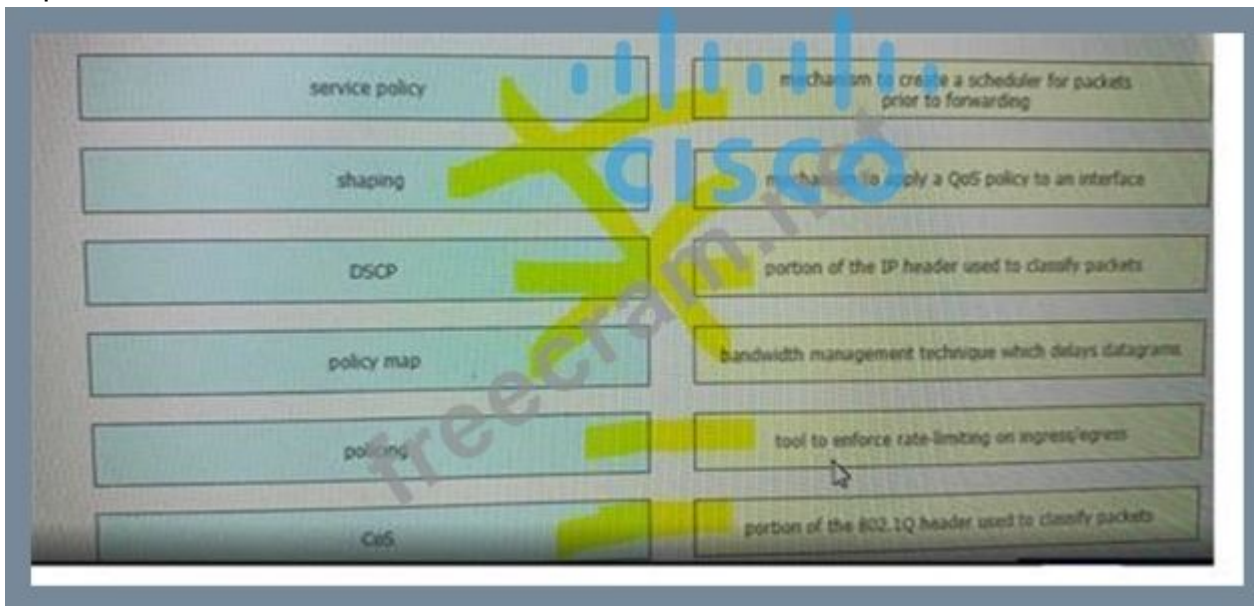 service policy
mechanism to create a scheduler for packets
prior to forwarding
shaping
mechanism to apply a QoS policy to an interface
DSCP
portion of the IP header used to classify packets
policy map
bandwidth management technique which delays datagrams
policing
tool to enforce rate-limiting on ingress/egress
CoS
portion of the 802.1Q header used to classify packets
CISCO
freecram.net